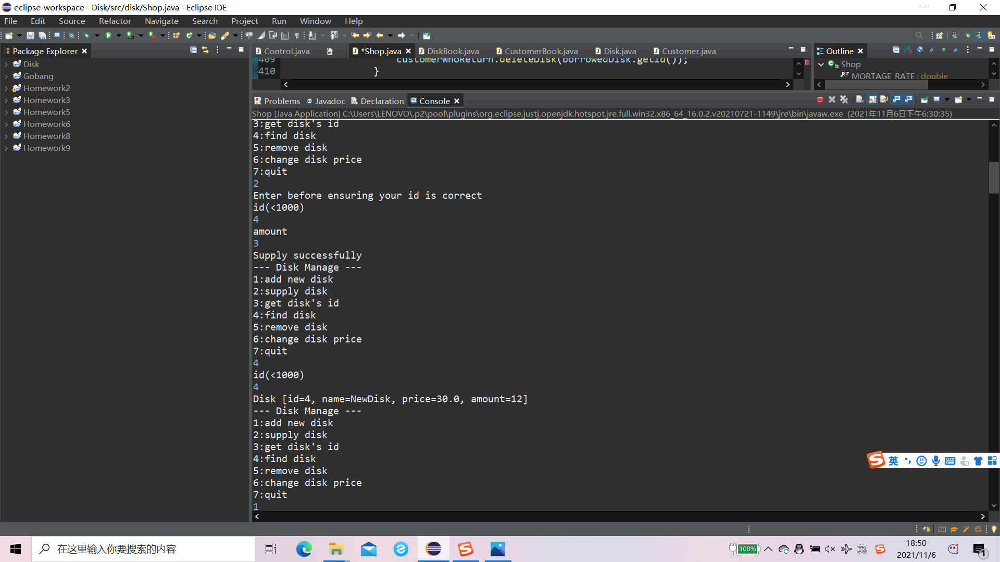 eclipse-workspace - Disk/src/disk/Shop.java - Eclipse IDE
File Edit Source Refactor Navigate Search Project Run Window Help
Package Explorer
Disk
Gobang
Homework2
Homework3
Homework5
Homework6
Homework8
Homework9
Control.java *Shop.java DiskBook.java CustomerBook.java Disk.java Customer.java
409 customerWhoReturn.deleteDisk(borrowedDisk.getId());
410 }
Outline
Shop
MORTAGE_RATE : double
Problems Javadoc Declaration Console
Shop [Java Application] C:\Users\LENOVO\.p2\pool\plugins\org.eclipse.justj.openjdk.hotspot.jre.full.win32.x86_64_16.0.2.v20210721-1149\jre\bin\javaw.exe (2021年11月6日下午6:30:35)
3:get disk's id
4:find disk
5:remove disk
6:change disk price
7:quit
2
Enter before ensuring your id is correct
id(<1000)
4
amount
3
Supply successfully
--- Disk Manage ---
1:add new disk
2:supply disk
3:get disk's id
4:find disk
5:remove disk
6:change disk price
7:quit
4
id(<1000)
4
Disk [id=4, name=NewDisk, price=30.0, amount=12]
--- Disk Manage ---
1:add new disk
2:supply disk
3:get disk's id
4:find disk
5:remove disk
6:change disk price
7:quit
1
英
在这里输入你要搜索的内容
100%
英
18:50
2021/11/6
1